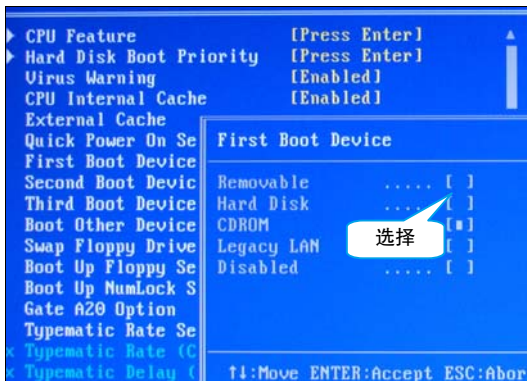 CPU Feature [Press Enter]
Hard Disk Boot Priority [Press Enter]
Virus Warning [Enabled]
CPU Internal Cache [Enabled]
External Cache
Quick Power On Se
First Boot Device
Second Boot Devic
Third Boot Device
Boot Other Device
Swap Floppy Drive
Boot Up Floppy Se
Boot Up NumLock S
Gate A20 Option
Typematic Rate Se
x Typematic Rate (C
x Typematic Delay (
First Boot Device
Removable ..... [ ]
Hard Disk ..... [ ]
CDROM [■]
Legacy LAN [ ]
Disabled ..... [ ]
选择
↑↓:Move ENTER:Accept ESC:Abor